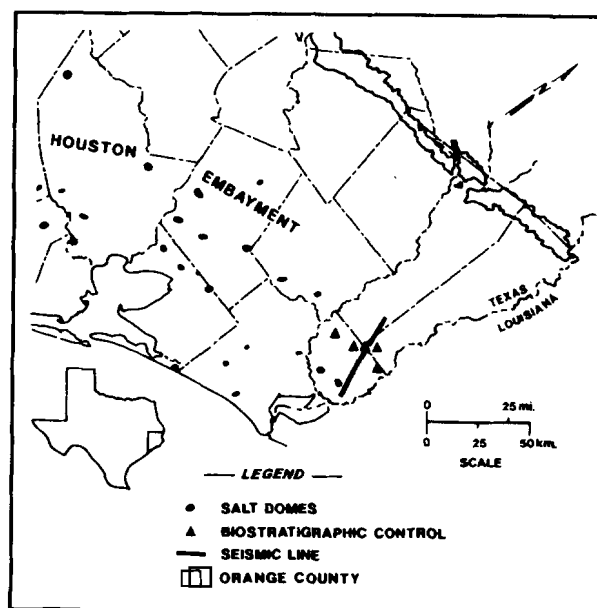 HOUSTON
EMBAYMENT
N
TEXAS
LOUISIANA
0 25 mi.
0 25 50 km.
SCALE
LEGEND
SALT DOMES
BIOSTRATIGRAPHIC CONTROL
SEISMIC LINE
ORANGE COUNTY